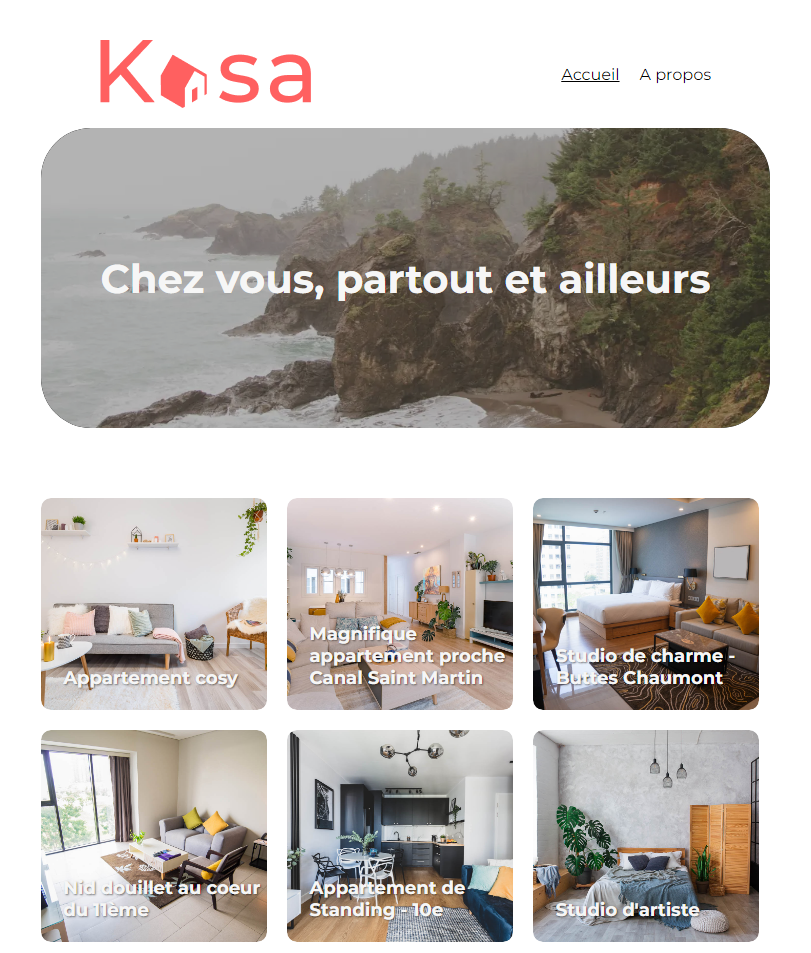 Kasa
Accueil
A propos
Chez vous, partout et ailleurs
Appartement cosy
Magnifique
appartement proche
Canal Saint Martin
Studio de charme -
Buttes Chaumont
Nid douillet au coeur
du 11ème
Appartement de
Standing - 10e
Studio d'artiste